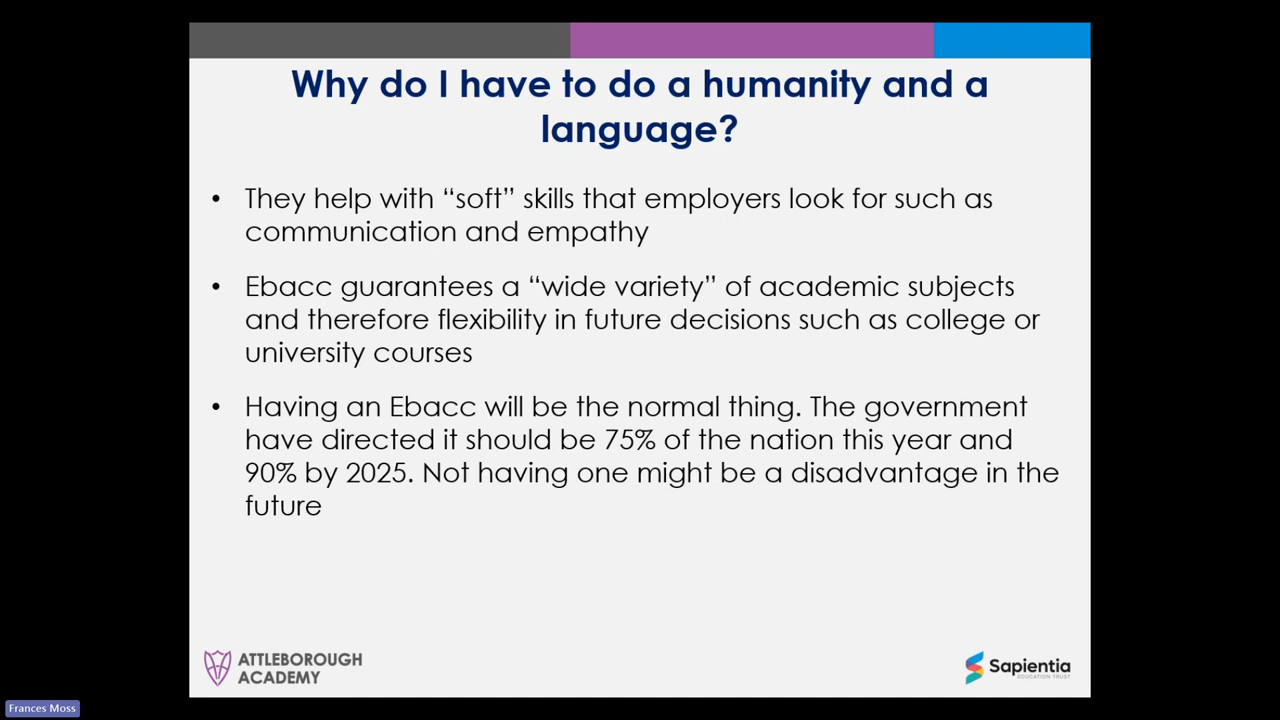 Why do I have to do a humanity and a
language?
• They help with “soft” skills that employers look for such as
communication and empathy
• Ebacc guarantees a “wide variety” of academic subjects
and therefore flexibility in future decisions such as college or
university courses
• Having an Ebacc will be the normal thing. The government
have directed it should be 75% of the nation this year and
90% by 2025. Not having one might be a disadvantage in the
future
ATTLEBOROUGH
ACADEMY
Sapientia
EDUCATION TRUST
Frances Moss